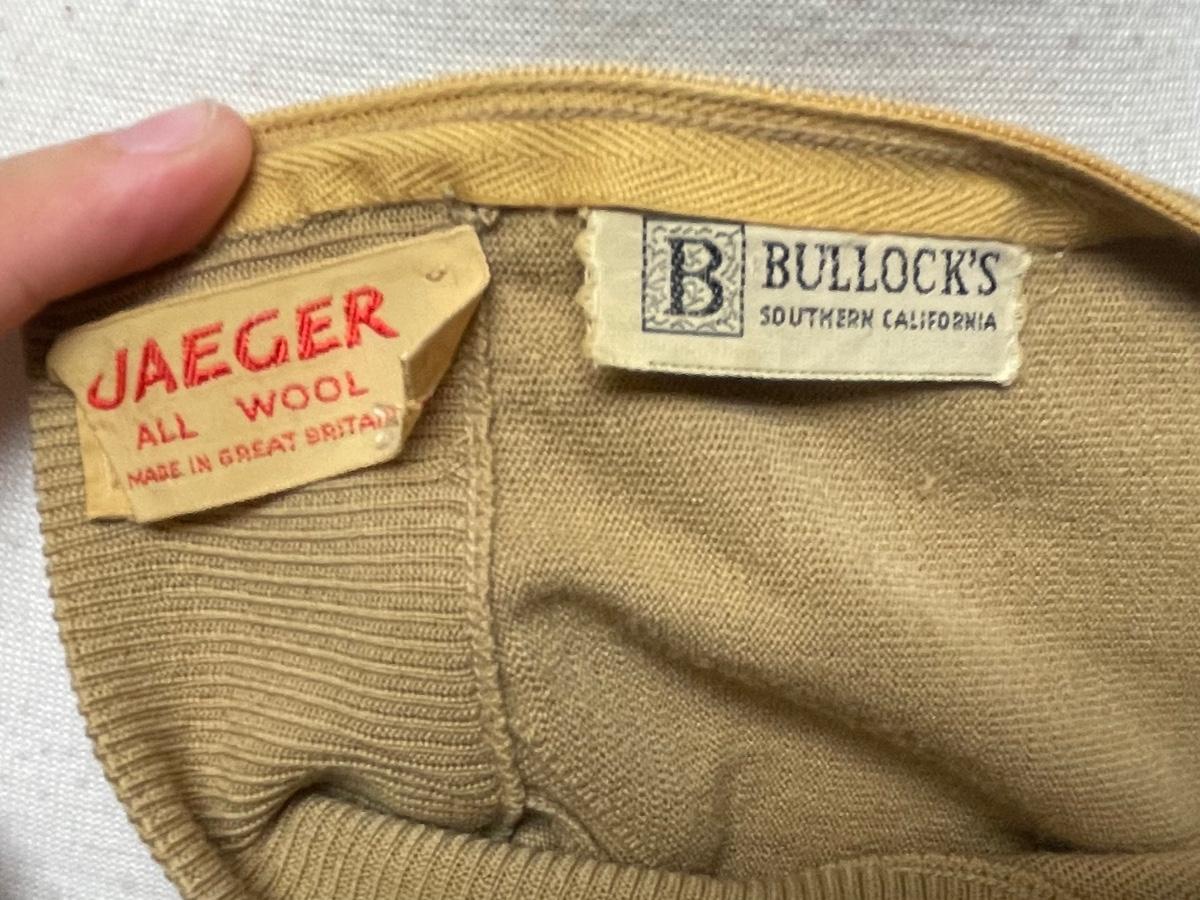 JAEGER
ALL WOOL
MADE IN GREAT BRITAIN
B
BULLOCK'S
SOUTHERN CALIFORNIA